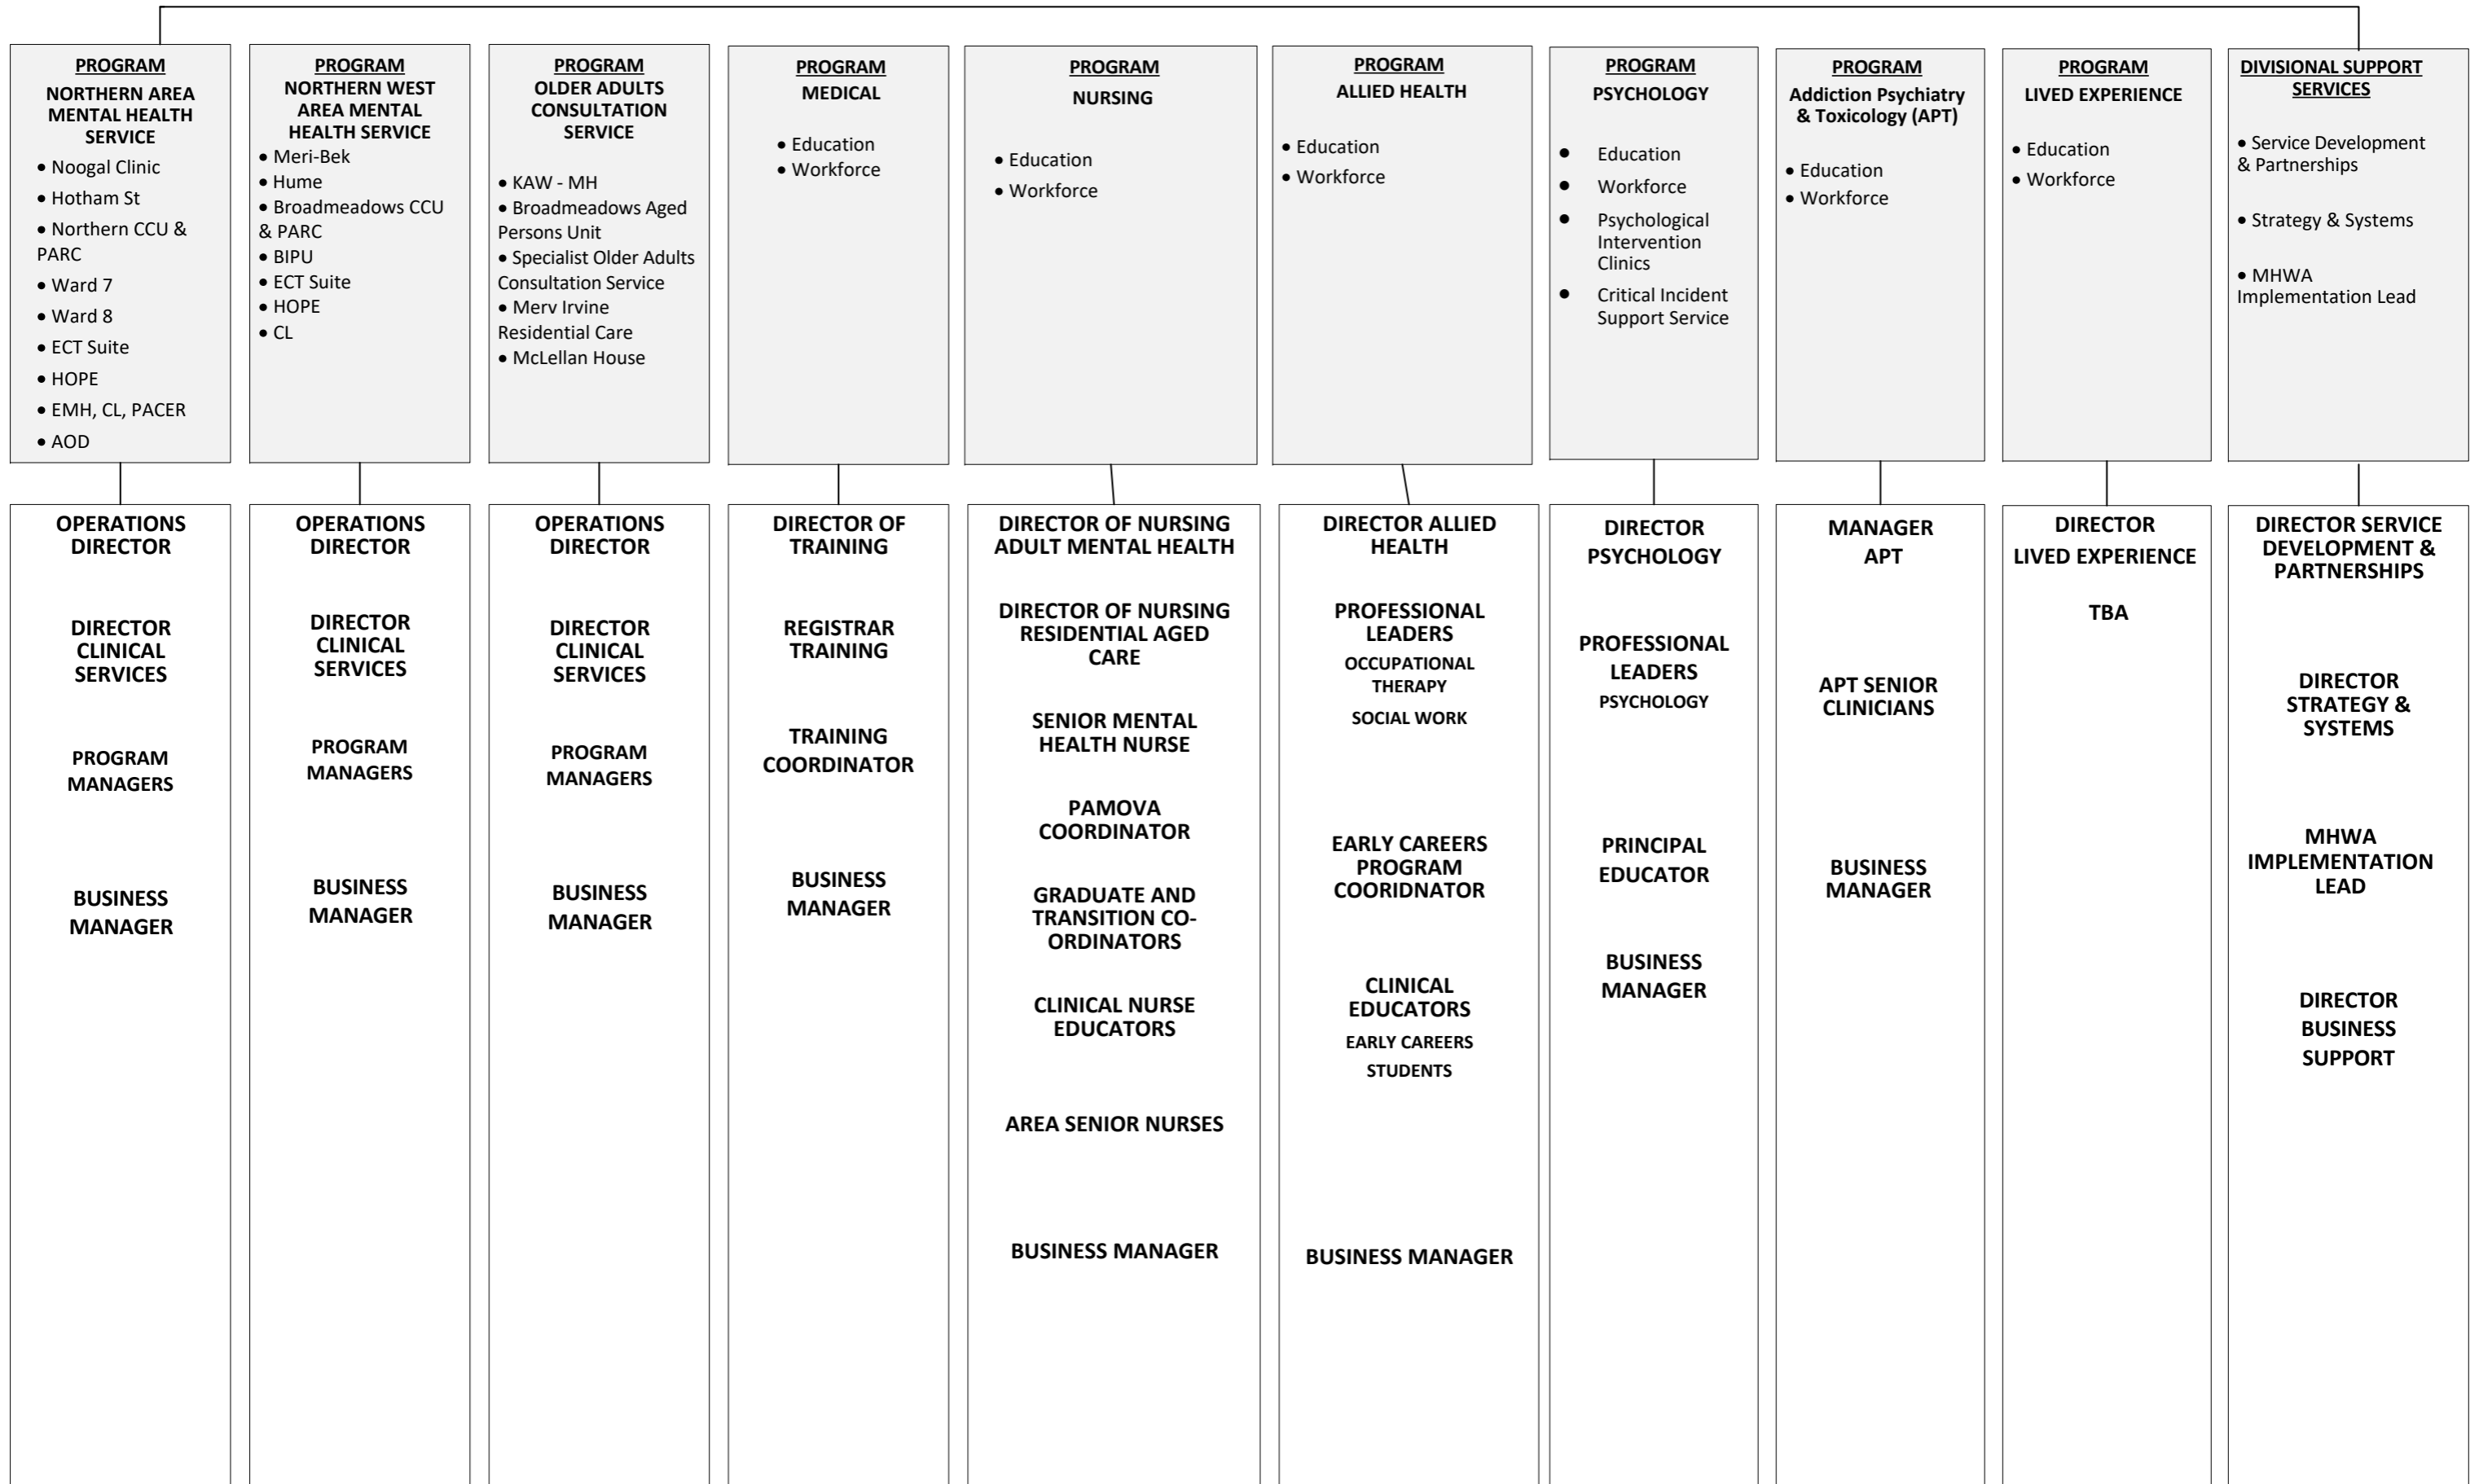 PROGRAM
NORTHERN AREA
MENTAL HEALTH
SERVICE
• Noogal Clinic
• Hotham St
• Northern CCU &
PARC
• Ward 7
• Ward 8
• ECT Suite
• HOPE
• EMH, CL, PACER
• AOD
PROGRAM
NORTHERN WEST
AREA MENTAL
HEALTH SERVICE
• Meri-Bek
• Hume
• Broadmeadows CCU
& PARC
• BIPU
• ECT Suite
• HOPE
• CL
PROGRAM
OLDER ADULTS
CONSULTATION
SERVICE
• KAW - MH
• Broadmeadows Aged
Persons Unit
• Specialist Older Adults
Consultation Service
• Merv Irvine
Residential Care
• McLellan House
PROGRAM
MEDICAL
• Education
• Workforce
PROGRAM
NURSING
• Education
• Workforce
PROGRAM
ALLIED HEALTH
• Education
• Workforce
PROGRAM
PSYCHOLOGY
• Education
• Workforce
• Psychological
Intervention
Clinics
• Critical Incident
Support Service
PROGRAM
Addiction Psychiatry
& Toxicology (APT)
• Education
• Workforce
PROGRAM
LIVED EXPERIENCE
• Education
• Workforce
DIVISIONAL SUPPORT
SERVICES
• Service Development
& Partnerships
• Strategy & Systems
• MHWA
Implementation Lead
OPERATIONS
DIRECTOR
DIRECTOR
CLINICAL
SERVICES
PROGRAM
MANAGERS
BUSINESS
MANAGER
OPERATIONS
DIRECTOR
DIRECTOR
CLINICAL
SERVICES
PROGRAM
MANAGERS
BUSINESS
MANAGER
OPERATIONS
DIRECTOR
DIRECTOR
CLINICAL
SERVICES
PROGRAM
MANAGERS
BUSINESS
MANAGER
DIRECTOR OF
TRAINING
REGISTRAR
TRAINING
TRAINING
COORDINATOR
BUSINESS
MANAGER
DIRECTOR OF NURSING
ADULT MENTAL HEALTH
DIRECTOR OF NURSING
RESIDENTIAL AGED
CARE
SENIOR MENTAL
HEALTH NURSE
PAMOVA
COORDINATOR
GRADUATE AND
TRANSITION CO-
ORDINATORS
CLINICAL NURSE
EDUCATORS
AREA SENIOR NURSES
BUSINESS MANAGER
DIRECTOR ALLIED
HEALTH
PROFESSIONAL
LEADERS
OCCUPATIONAL
THERAPY
SOCIAL WORK
EARLY CAREERS
PROGRAM
COORIDNATOR
CLINICAL
EDUCATORS
EARLY CAREERS
STUDENTS
BUSINESS MANAGER
DIRECTOR
PSYCHOLOGY
PROFESSIONAL
LEADERS
PSYCHOLOGY
PRINCIPAL
EDUCATOR
BUSINESS
MANAGER
MANAGER
APT
APT SENIOR
CLINICIANS
BUSINESS
MANAGER
DIRECTOR
LIVED EXPERIENCE
TBA
DIRECTOR SERVICE
DEVELOPMENT &
PARTNERSHIPS
DIRECTOR
STRATEGY &
SYSTEMS
MHWA
IMPLEMENTATION
LEAD
DIRECTOR
BUSINESS
SUPPORT